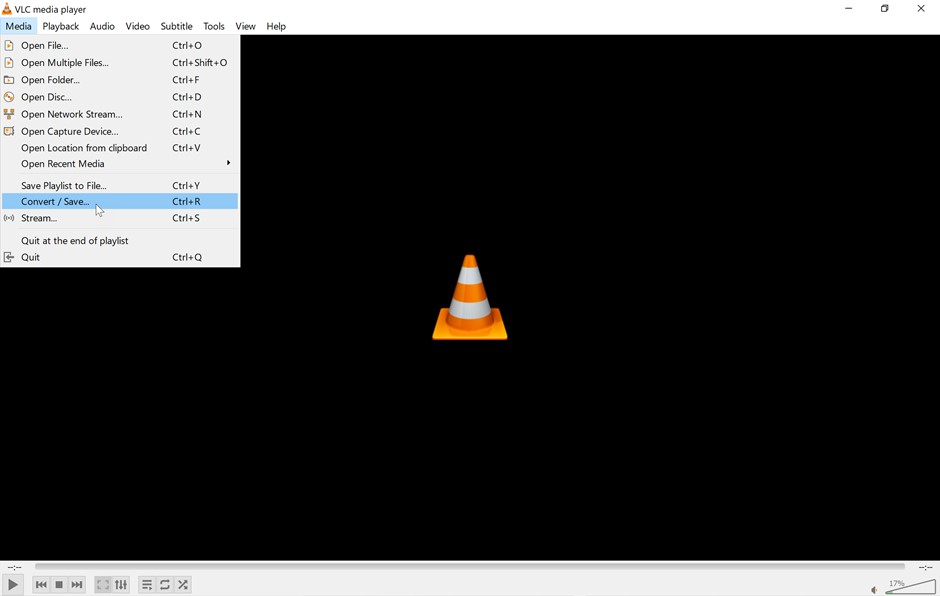 VLC media player
Media Playback Audio Video Subtitle Tools View Help
Open File... Ctrl+O
Open Multiple Files... Ctrl+Shift+O
Open Folder... Ctrl+F
Open Disc... Ctrl+D
Open Network Stream... Ctrl+N
Open Capture Device... Ctrl+C
Open Location from clipboard Ctrl+V
Open Recent Media
Save Playlist to File... Ctrl+Y
Convert / Save... Ctrl+R
Stream... Ctrl+S
Quit at the end of playlist
Quit Ctrl+Q
--:-- --:--
17%